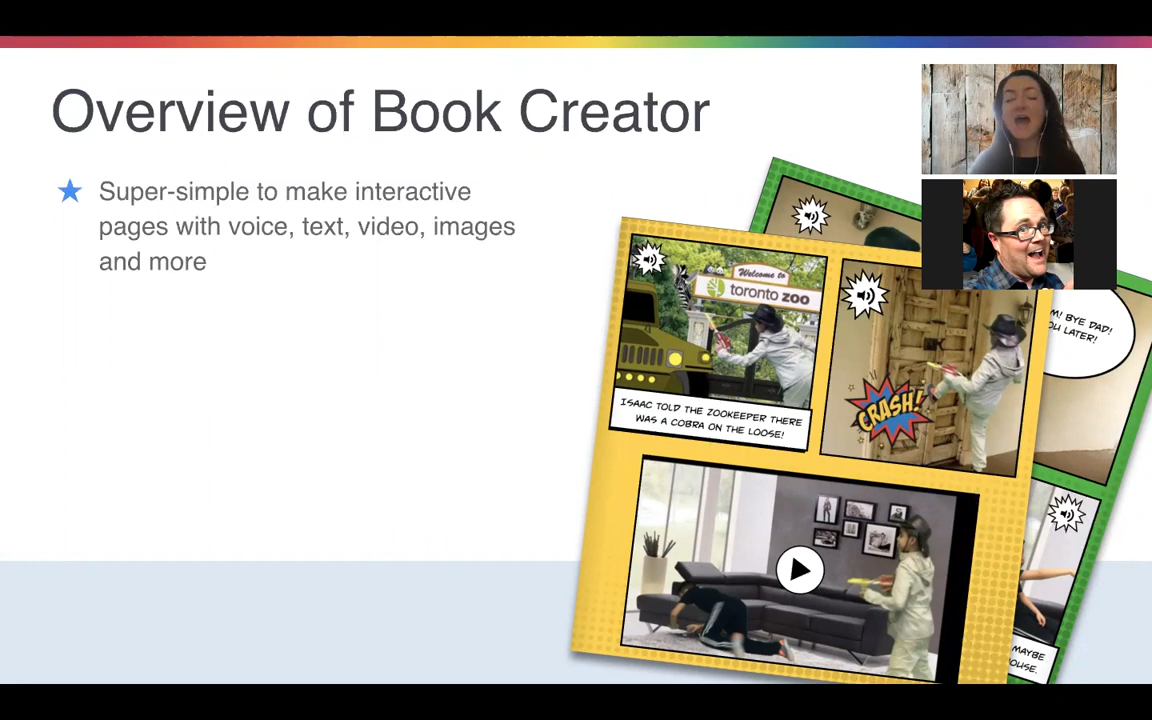 Overview of Book Creator
Super-simple to make interactive
pages with voice, text, video, images
and more
Welcome to
toronto zoo
ISAAC TOLD THE ZOOKEEPER THERE
WAS A COBRA ON THE LOOSE!
CRASH!
BYE DAD!
LATER!
MAYBE